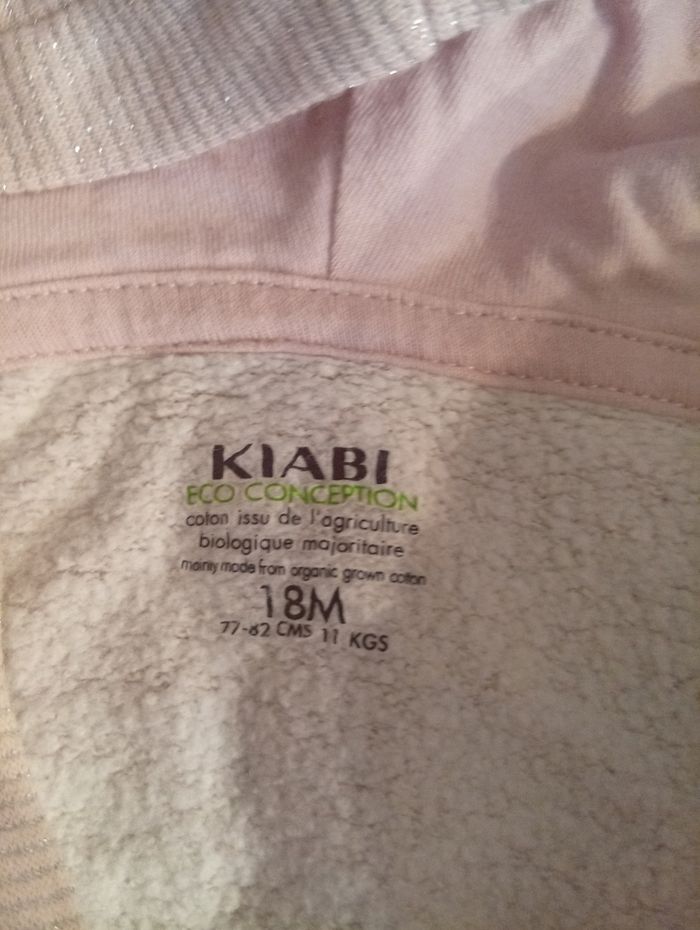 KIABI
ECO CONCEPTION
coton issu de l'agriculture
biologique majoritaire
mainly made from organic grown cotton
18M
77-82 CMS 11 KGS